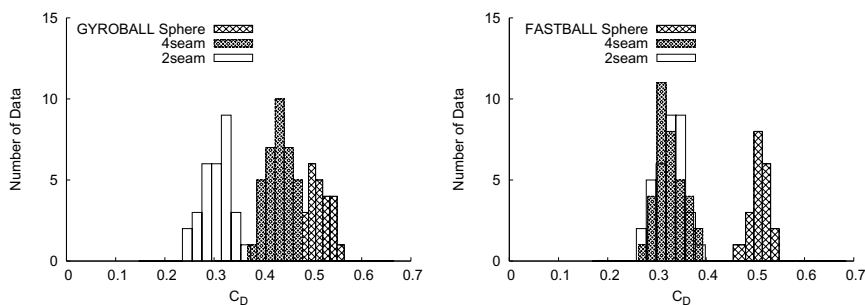 15
10
5
0
Number of Data
GYROBALL Sphere
4seam
2seam
0 0.1 0.2 0.3 0.4 0.5 0.6 0.7
C_D
15
10
5
0
Number of Data
FASTBALL Sphere
4seam
2seam
0 0.1 0.2 0.3 0.4 0.5 0.6 0.7
C_D